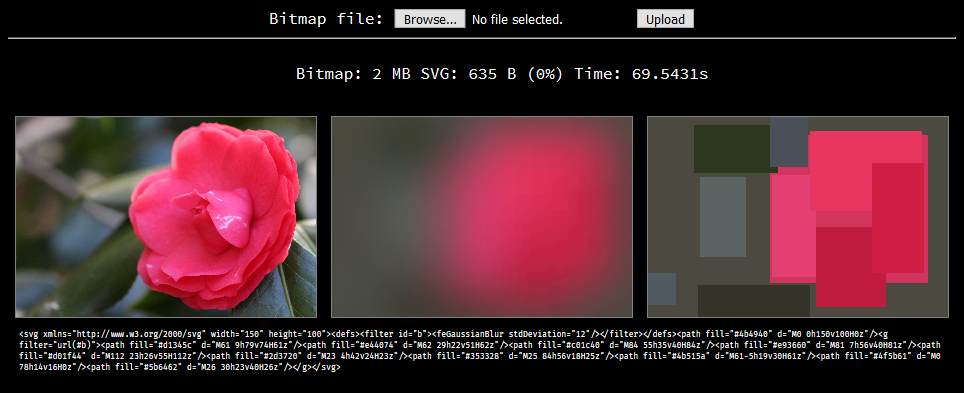 Bitmap file: Browse... No file selected. Upload
Bitmap: 2 MB SVG: 635 B (0%) Time: 69.5431s
<svg xmlns="http://www.w3.org/2000/svg" width="150" height="100"><defs><filter id="b"><feGaussianBlur stdDeviation="12"/></filter></defs><path fill="#4b4940" d="M0 0h150v100H0z"/><g
filter="url(#b)"><path fill="#d1345c" d="M61 9h79v74H61z"/><path fill="#e44074" d="M62 29h22v51H62z"/><path fill="#c01c40" d="M84 55h35v40H84z"/><path fill="#e93660" d="M81 7h56v40H81z"/><path
fill="#d01f44" d="M112 23h26v55H112z"/><path fill="#2d3720" d="M23 4h42v24H23z"/><path fill="#353328" d="M25 84h56v18H25z"/><path fill="#4b515a" d="M61-5h19v30H61z"/><path fill="#4f5b61" d="M0
78h14v16H0z"/><path fill="#5b6462" d="M26 30h23v40H26z"/></g></svg>